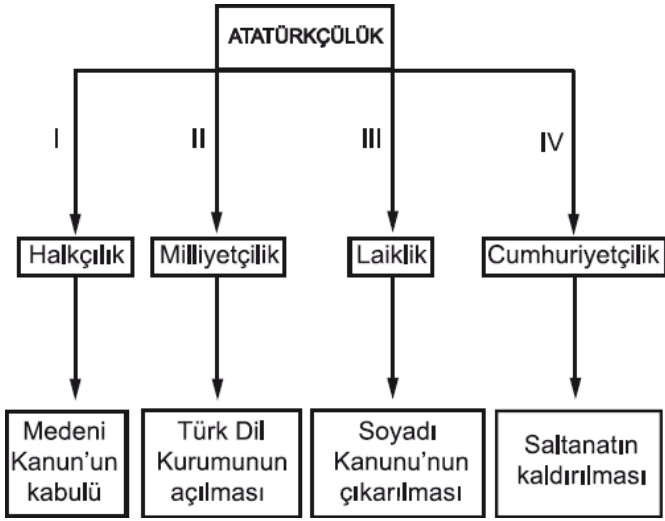 ATATÜRKÇÜLÜK
I
II
III
IV
Halkçılık
Milliyetçilik
Laiklik
Cumhuriyetçilik
Medeni
Kanun'un
kabulü
Türk Dil
Kurumunun
açılması
Soyadı
Kanunu'nun
çıkarılması
Saltanatın
kaldırılması